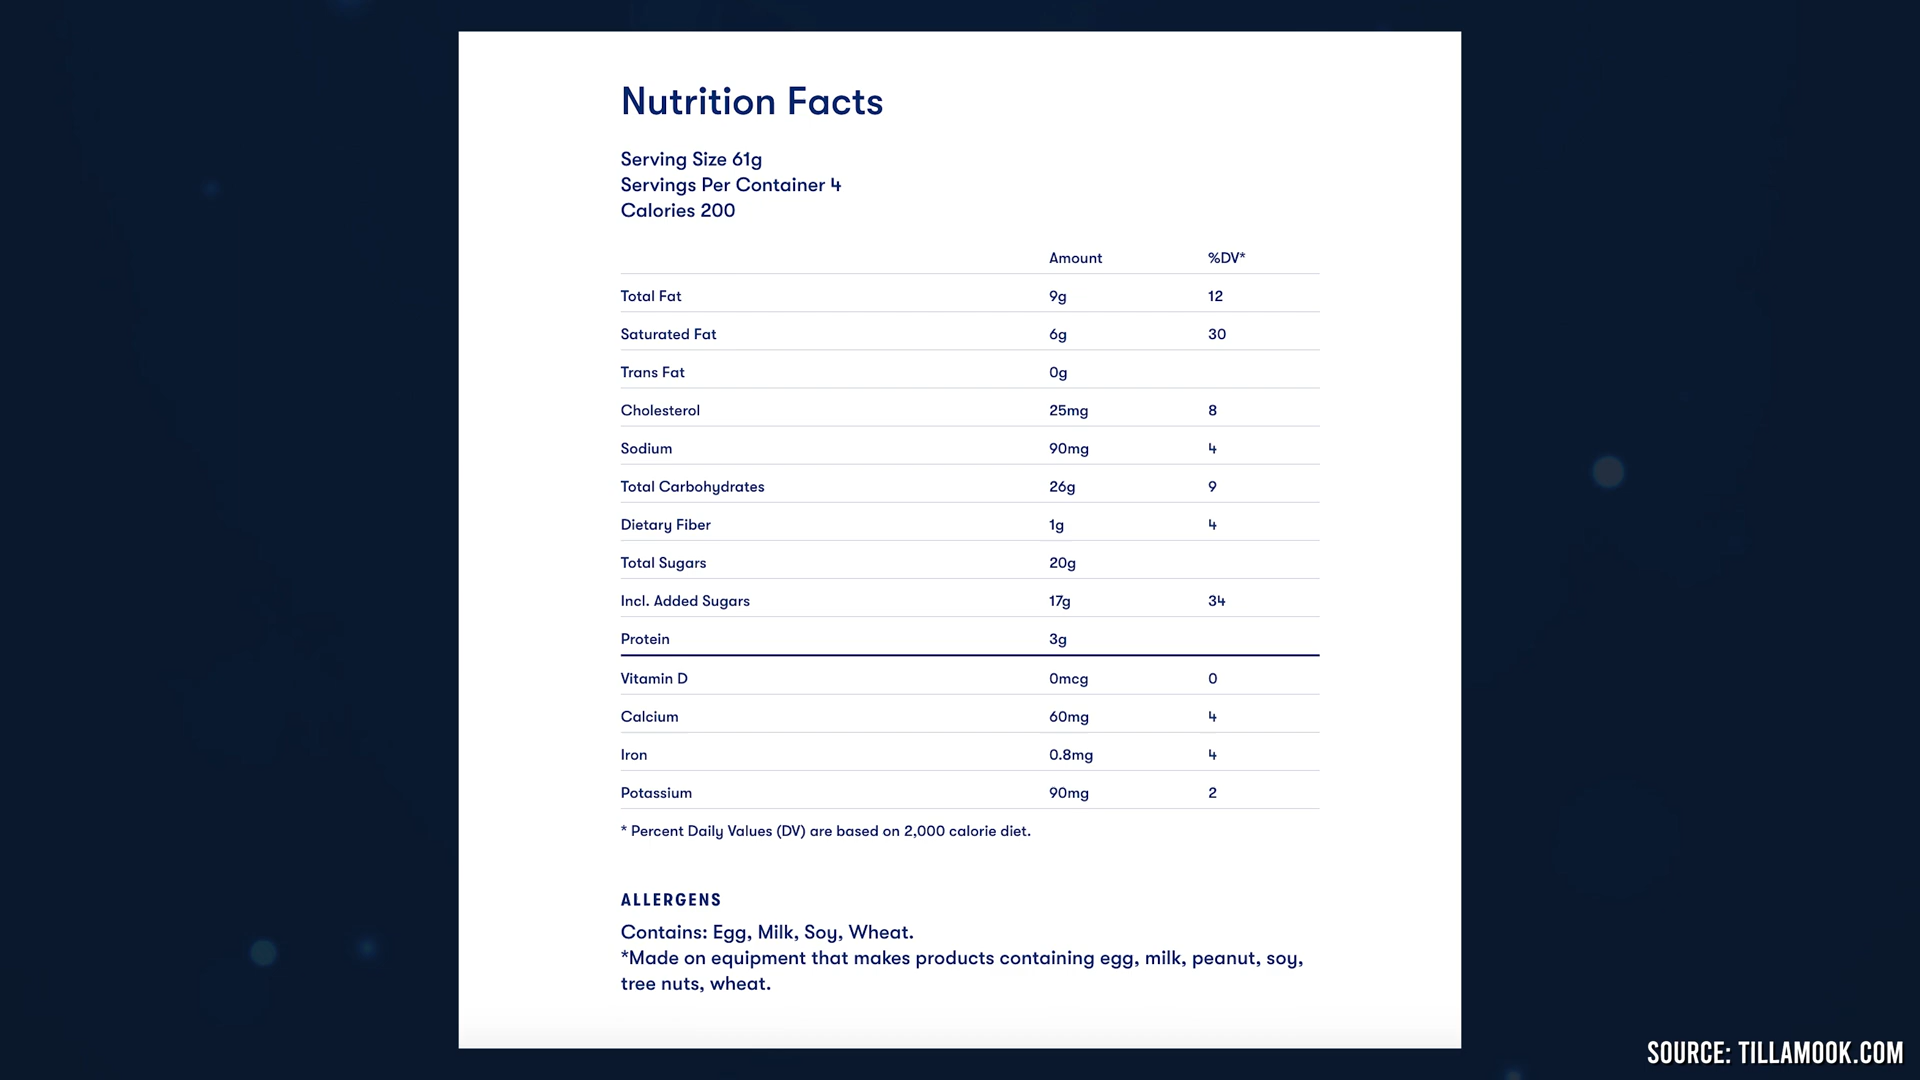 Nutrition Facts
Serving Size 61g
Servings Per Container 4
Calories 200
Amount %DV*
Total Fat 9g 12
Saturated Fat 6g 30
Trans Fat 0g
Cholesterol 25mg 8
Sodium 90mg 4
Total Carbohydrates 26g 9
Dietary Fiber 1g 4
Total Sugars 20g
Incl. Added Sugars 17g 34
Protein 3g
Vitamin D 0mcg 0
Calcium 60mg 4
Iron 0.8mg 4
Potassium 90mg 2
* Percent Daily Values (DV) are based on 2,000 calorie diet.
ALLERGENS
Contains: Egg, Milk, Soy, Wheat.
*Made on equipment that makes products containing egg, milk, peanut, soy,
tree nuts, wheat.
SOURCE: TILLAMOOK.COM